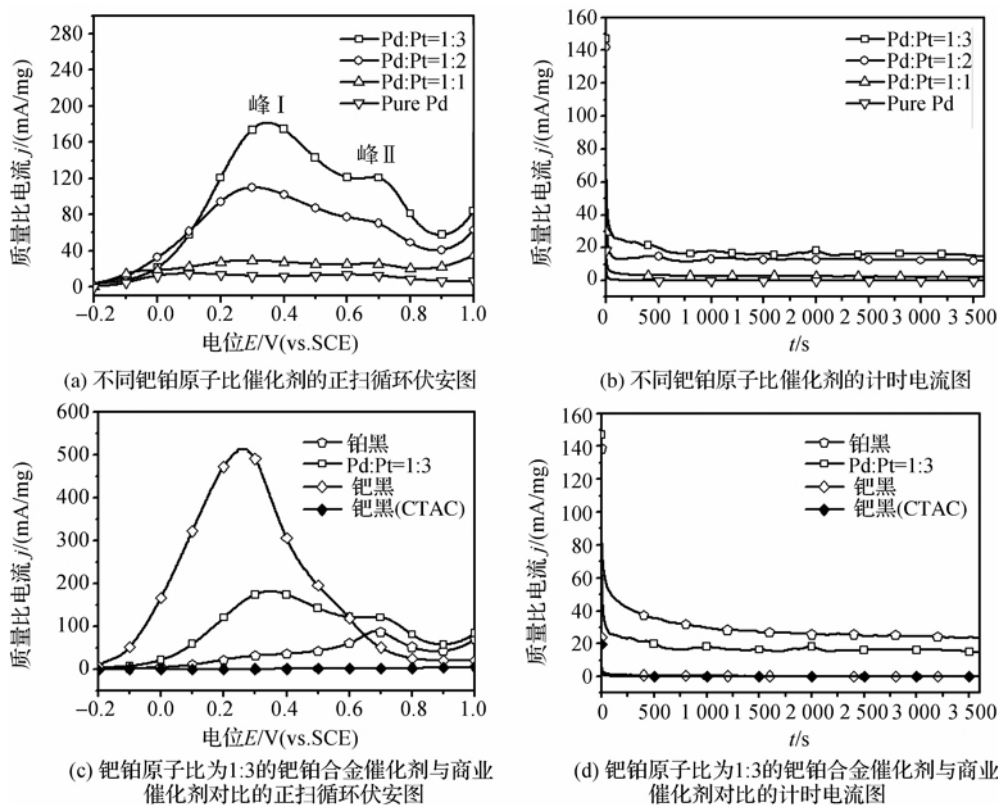 280
240
200
160
120
80
40
0
质量比电流 j/(mA/mg)
Pd:Pt=1:3
Pd:Pt=1:2
Pd:Pt=1:1
Pure Pd
峰Ⅰ
峰Ⅱ
−0.2 0.0 0.2 0.4 0.6 0.8 1.0
电位E/V(vs.SCE)
(a) 不同钯铂原子比催化剂的正扫循环伏安图
160
140
120
100
80
60
40
20
0
质量比电流 j/(mA/mg)
Pd:Pt=1:3
Pd:Pt=1:2
Pd:Pt=1:1
Pure Pd
0 500 1 000 1 500 2 000 2 500 3 000 3 500
t/s
(b) 不同钯铂原子比催化剂的计时电流图
600
500
400
300
200
100
0
质量比电流 j/(mA/mg)
铂黑
Pd:Pt=1:3
钯黑
钯黑(CTAC)
−0.2 0.0 0.2 0.4 0.6 0.8 1.0
电位E/V(vs.SCE)
(c) 钯铂原子比为1:3的钯铂合金催化剂与商业
催化剂对比的正扫循环伏安图
160
140
120
100
80
60
40
20
0
质量比电流 j/(mA/mg)
铂黑
Pd:Pt=1:3
钯黑
钯黑(CTAC)
0 500 1 000 1 500 2 000 2 500 3 000 3 500
t/s
(d) 钯铂原子比为1:3的钯铂合金催化剂与商业
催化剂对比的计时电流图